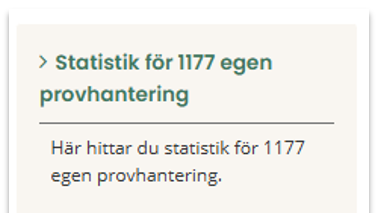 > Statistik för 1177 egen
provhantering
Här hittar du statistik för 1177
egen provhantering.